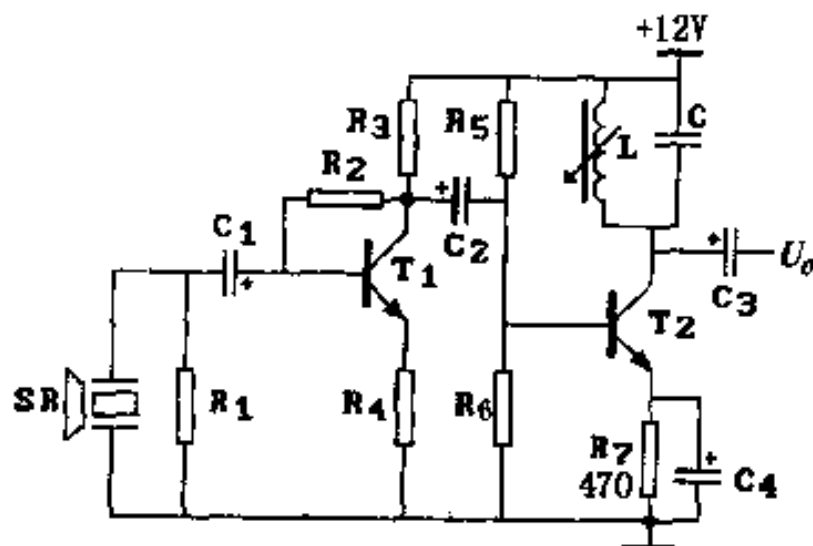 +12V
R3
R5
C
L
R2
C1
C2
T1
C3
Uo
T2
SR
R1
R4
R6
R7
470
C4
+
+
+
+